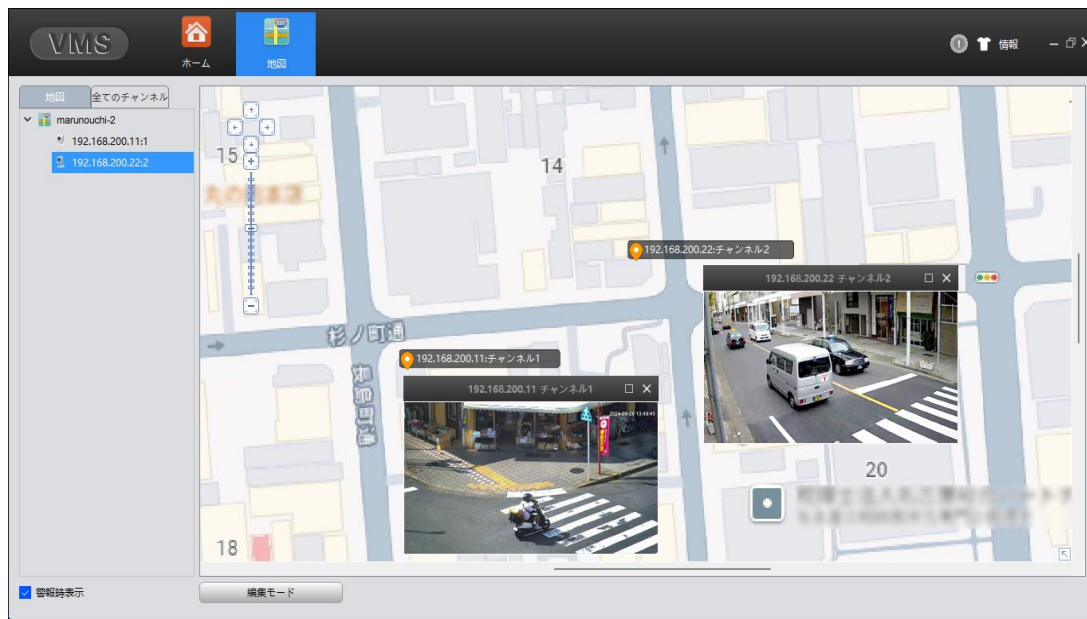 VMS
ホーム
地図
情報
地図
全てのチャンネル
marunouchi-2
192.168.200.11:1
192.168.200.22:2
15
14
192.168.200.22:チャンネル2
192.168.200.22 チャンネル2
杉ノ町通
192.168.200.11:チャンネル1
192.168.200.11 チャンネル1
20
18
警報時表示
編集モード